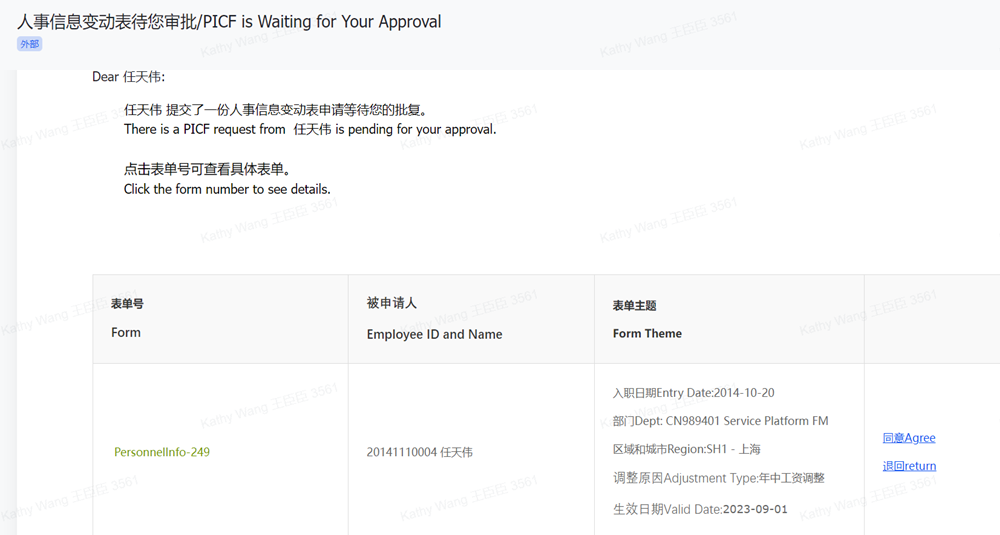 人事信息变动表待您审批/PICF is Waiting for Your Approval
外部
Dear 任天伟:
任天伟 提交了一份人事信息变动表申请等待您的批复。
There is a PICF request from 任天伟 is pending for your approval.
点击表单号可查看具体表单。
Click the form number to see details.
表单号
Form
被申请人
Employee ID and Name
表单主题
Form Theme
PersonnelInfo-249
20141110004 任天伟
入职日期Entry Date:2014-10-20
部门Dept: CN989401 Service Platform FM
区域和城市Region:SH1 - 上海
调整原因Adjustment Type:年中工资调整
生效日期Valid Date:2023-09-01
同意Agree
退回return
Kathy Wang 王臣臣 3561